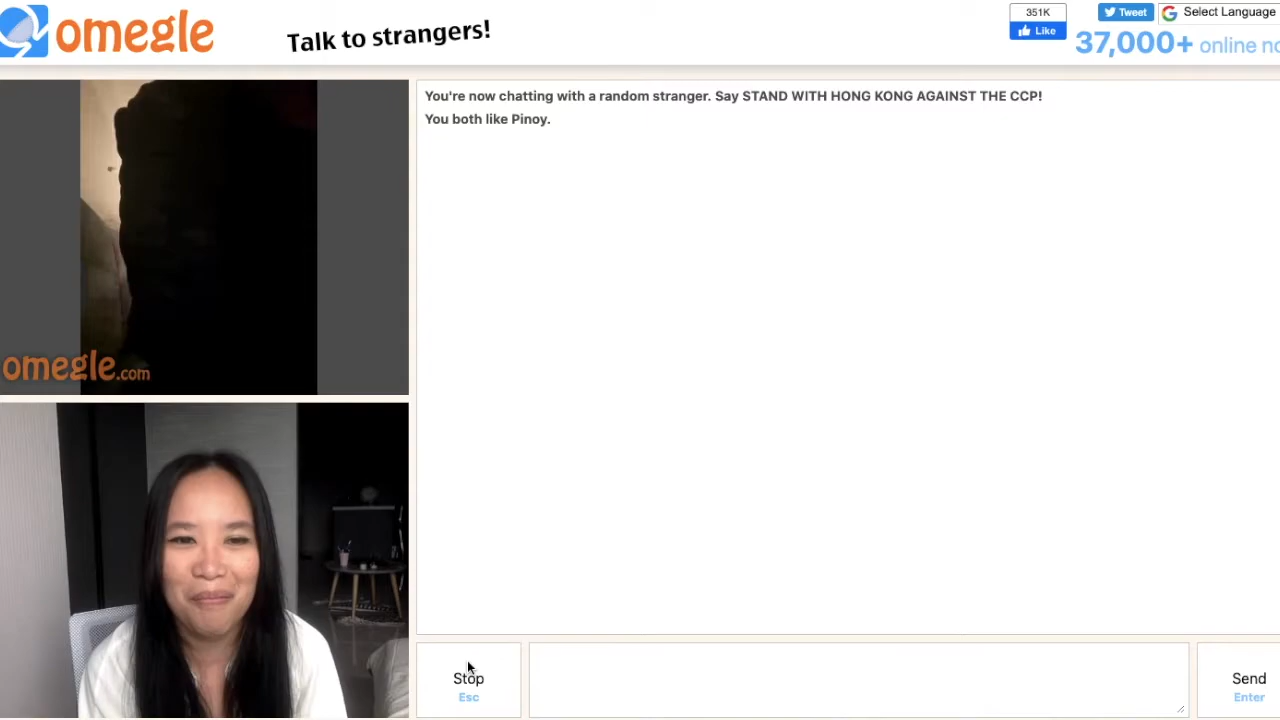 omegle
Talk to strangers!
351K
Like
Tweet
Select Language
37,000+ online no
You're now chatting with a random stranger. Say STAND WITH HONG KONG AGAINST THE CCP!
You both like Pinoy.
omegle.com
Stop
Esc
Send
Enter